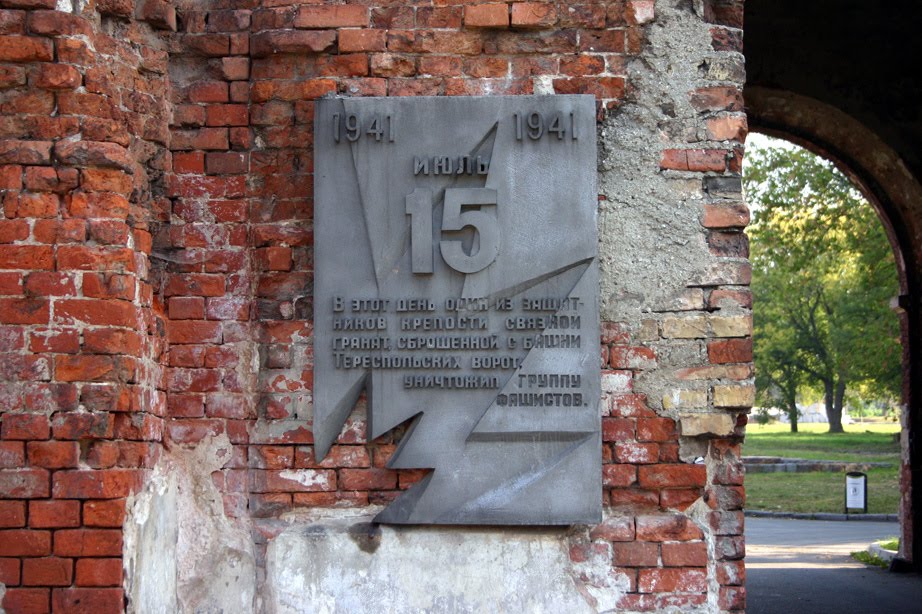 1941 1941
ИЮЛЬ
15
В ЭТОТ ДЕНЬ ОДИН ИЗ ЗАЩИТ-
НИКОВ КРЕПОСТИ СВЯЗКОЙ
ГРАНАТ, СБРОШЕННОЙ С БАШНИ
ТЕРЕСПОЛЬСКИХ ВОРОТ,
УНИЧТОЖИЛ ГРУППУ
ФАШИСТОВ.